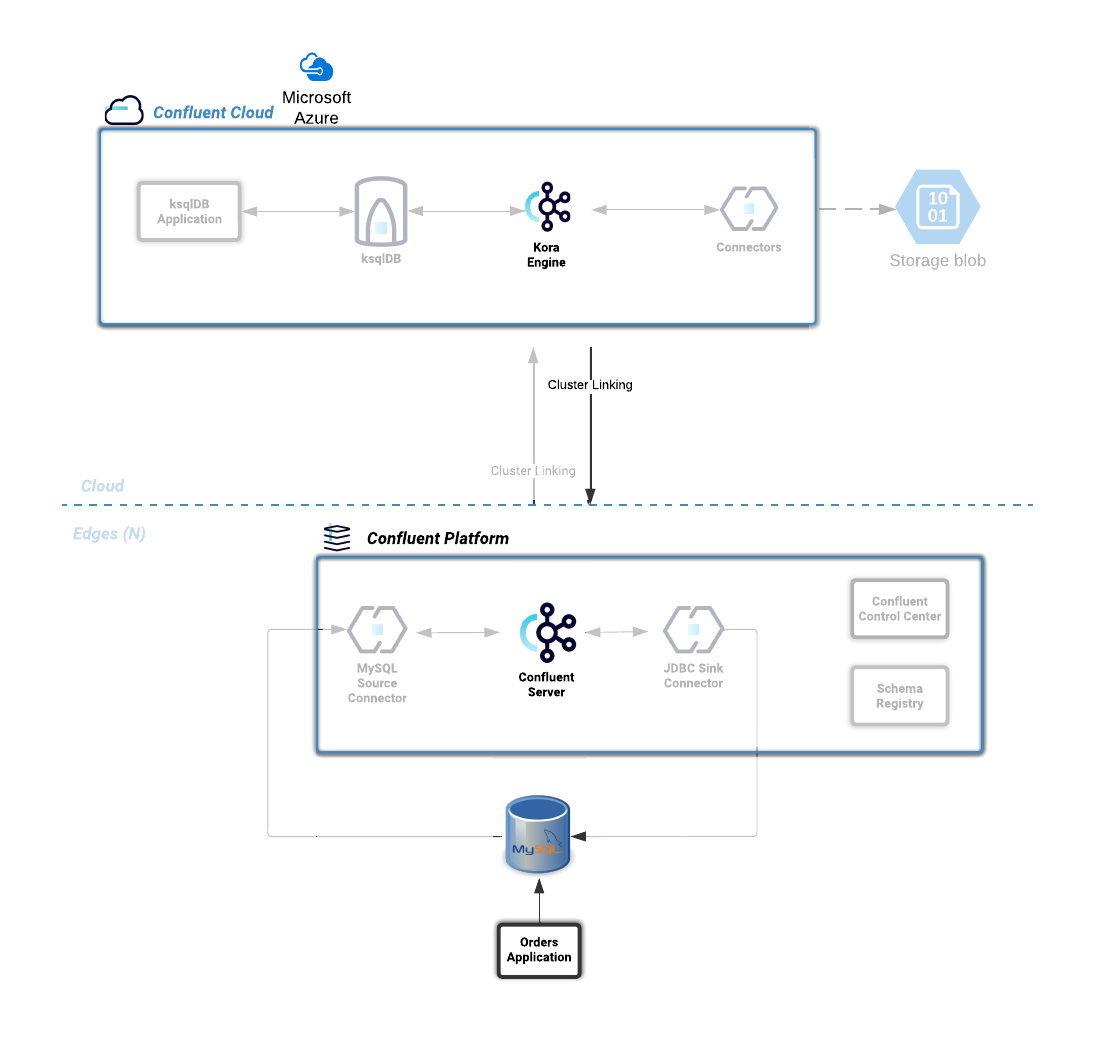 Microsoft
Azure
Confluent Cloud
ksqlDB
Application
ksqlDB
Kora
Engine
Connectors
10
01
Storage blob
Cluster Linking
Cluster Linking
Cloud
Edges (N)
Confluent Platform
MySQL
Source
Connector
Confluent
Server
JDBC Sink
Connector
Confluent
Control Center
Schema
Registry
MySQL
Orders
Application